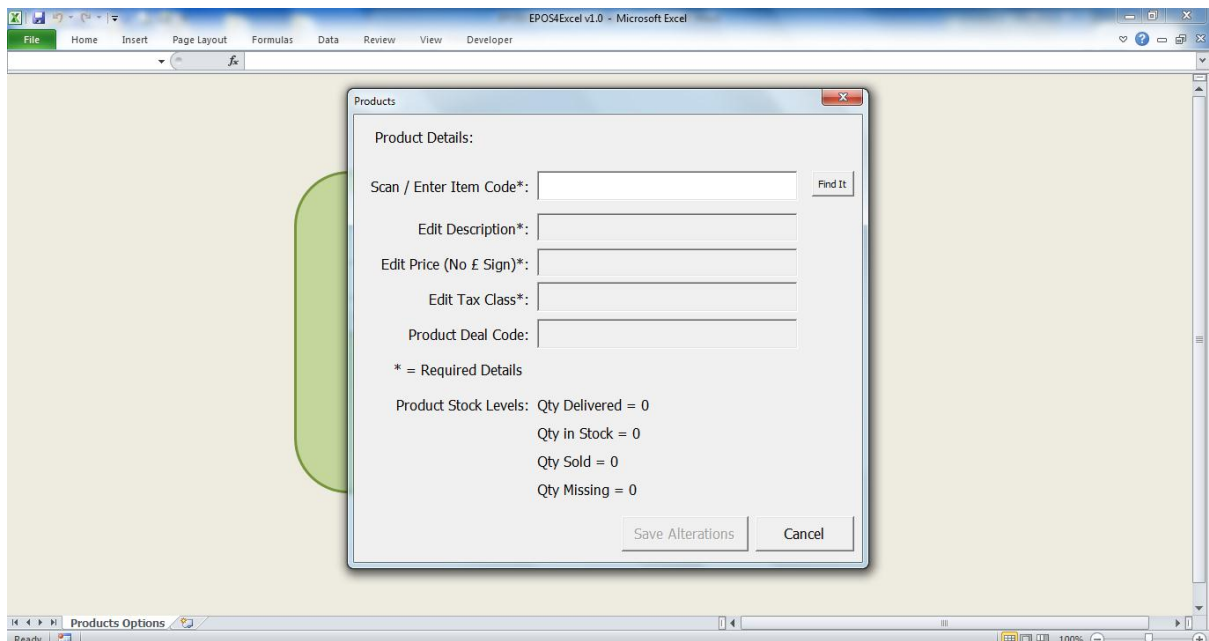 EPOS4Excel v1.0 - Microsoft Excel
File Home Insert Page Layout Formulas Data Review View Developer
fx
Products
Product Details:
Scan / Enter Item Code*: Find It
Edit Description*:
Edit Price (No £ Sign)*:
Edit Tax Class*:
Product Deal Code:
* = Required Details
Product Stock Levels: Qty Delivered = 0
Qty in Stock = 0
Qty Sold = 0
Qty Missing = 0
Save Alterations Cancel
Products Options
Ready 100%